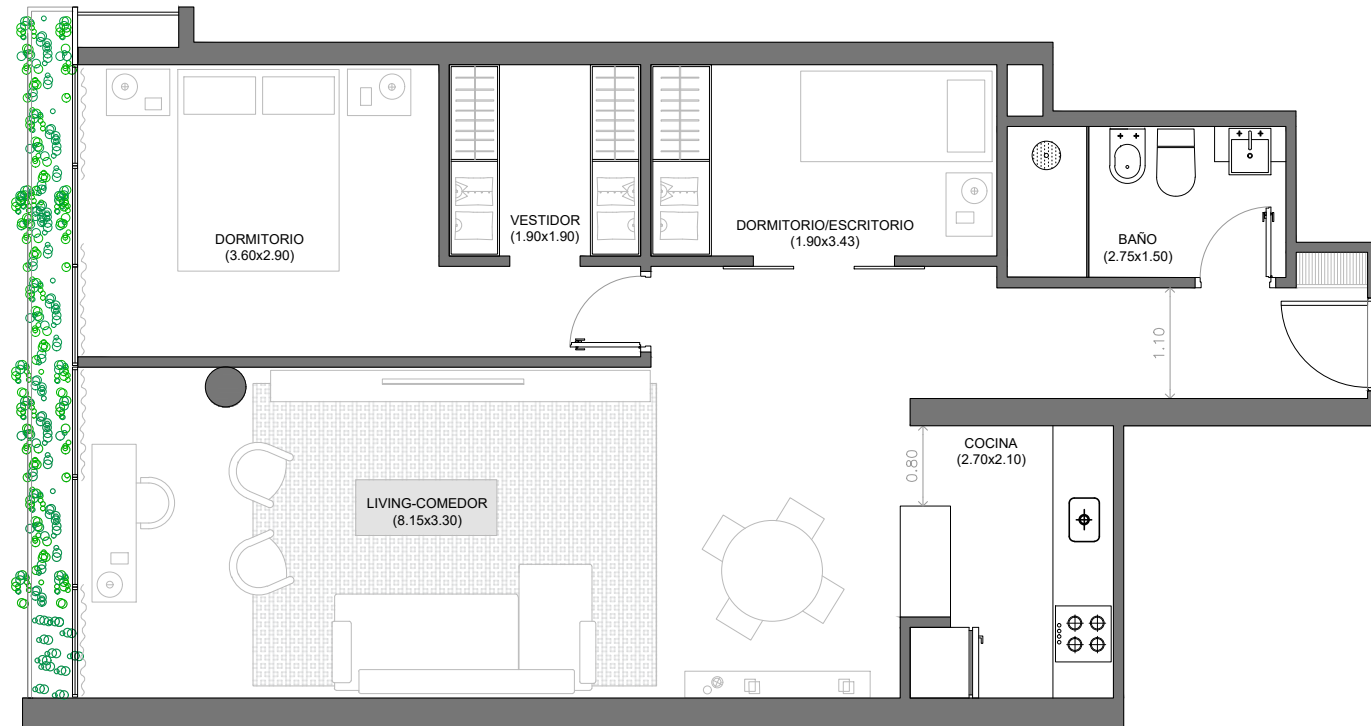 DORMITORIO
(3.60x2.90)
VESTIDOR
(1.90x1.90)
DORMITORIO/ESCRITORIO
(1.90x3.43)
BAÑO
(2.75x1.50)
1.10
COCINA
(2.70x2.10)
0.80
LIVING-COMEDOR
(8.15x3.30)